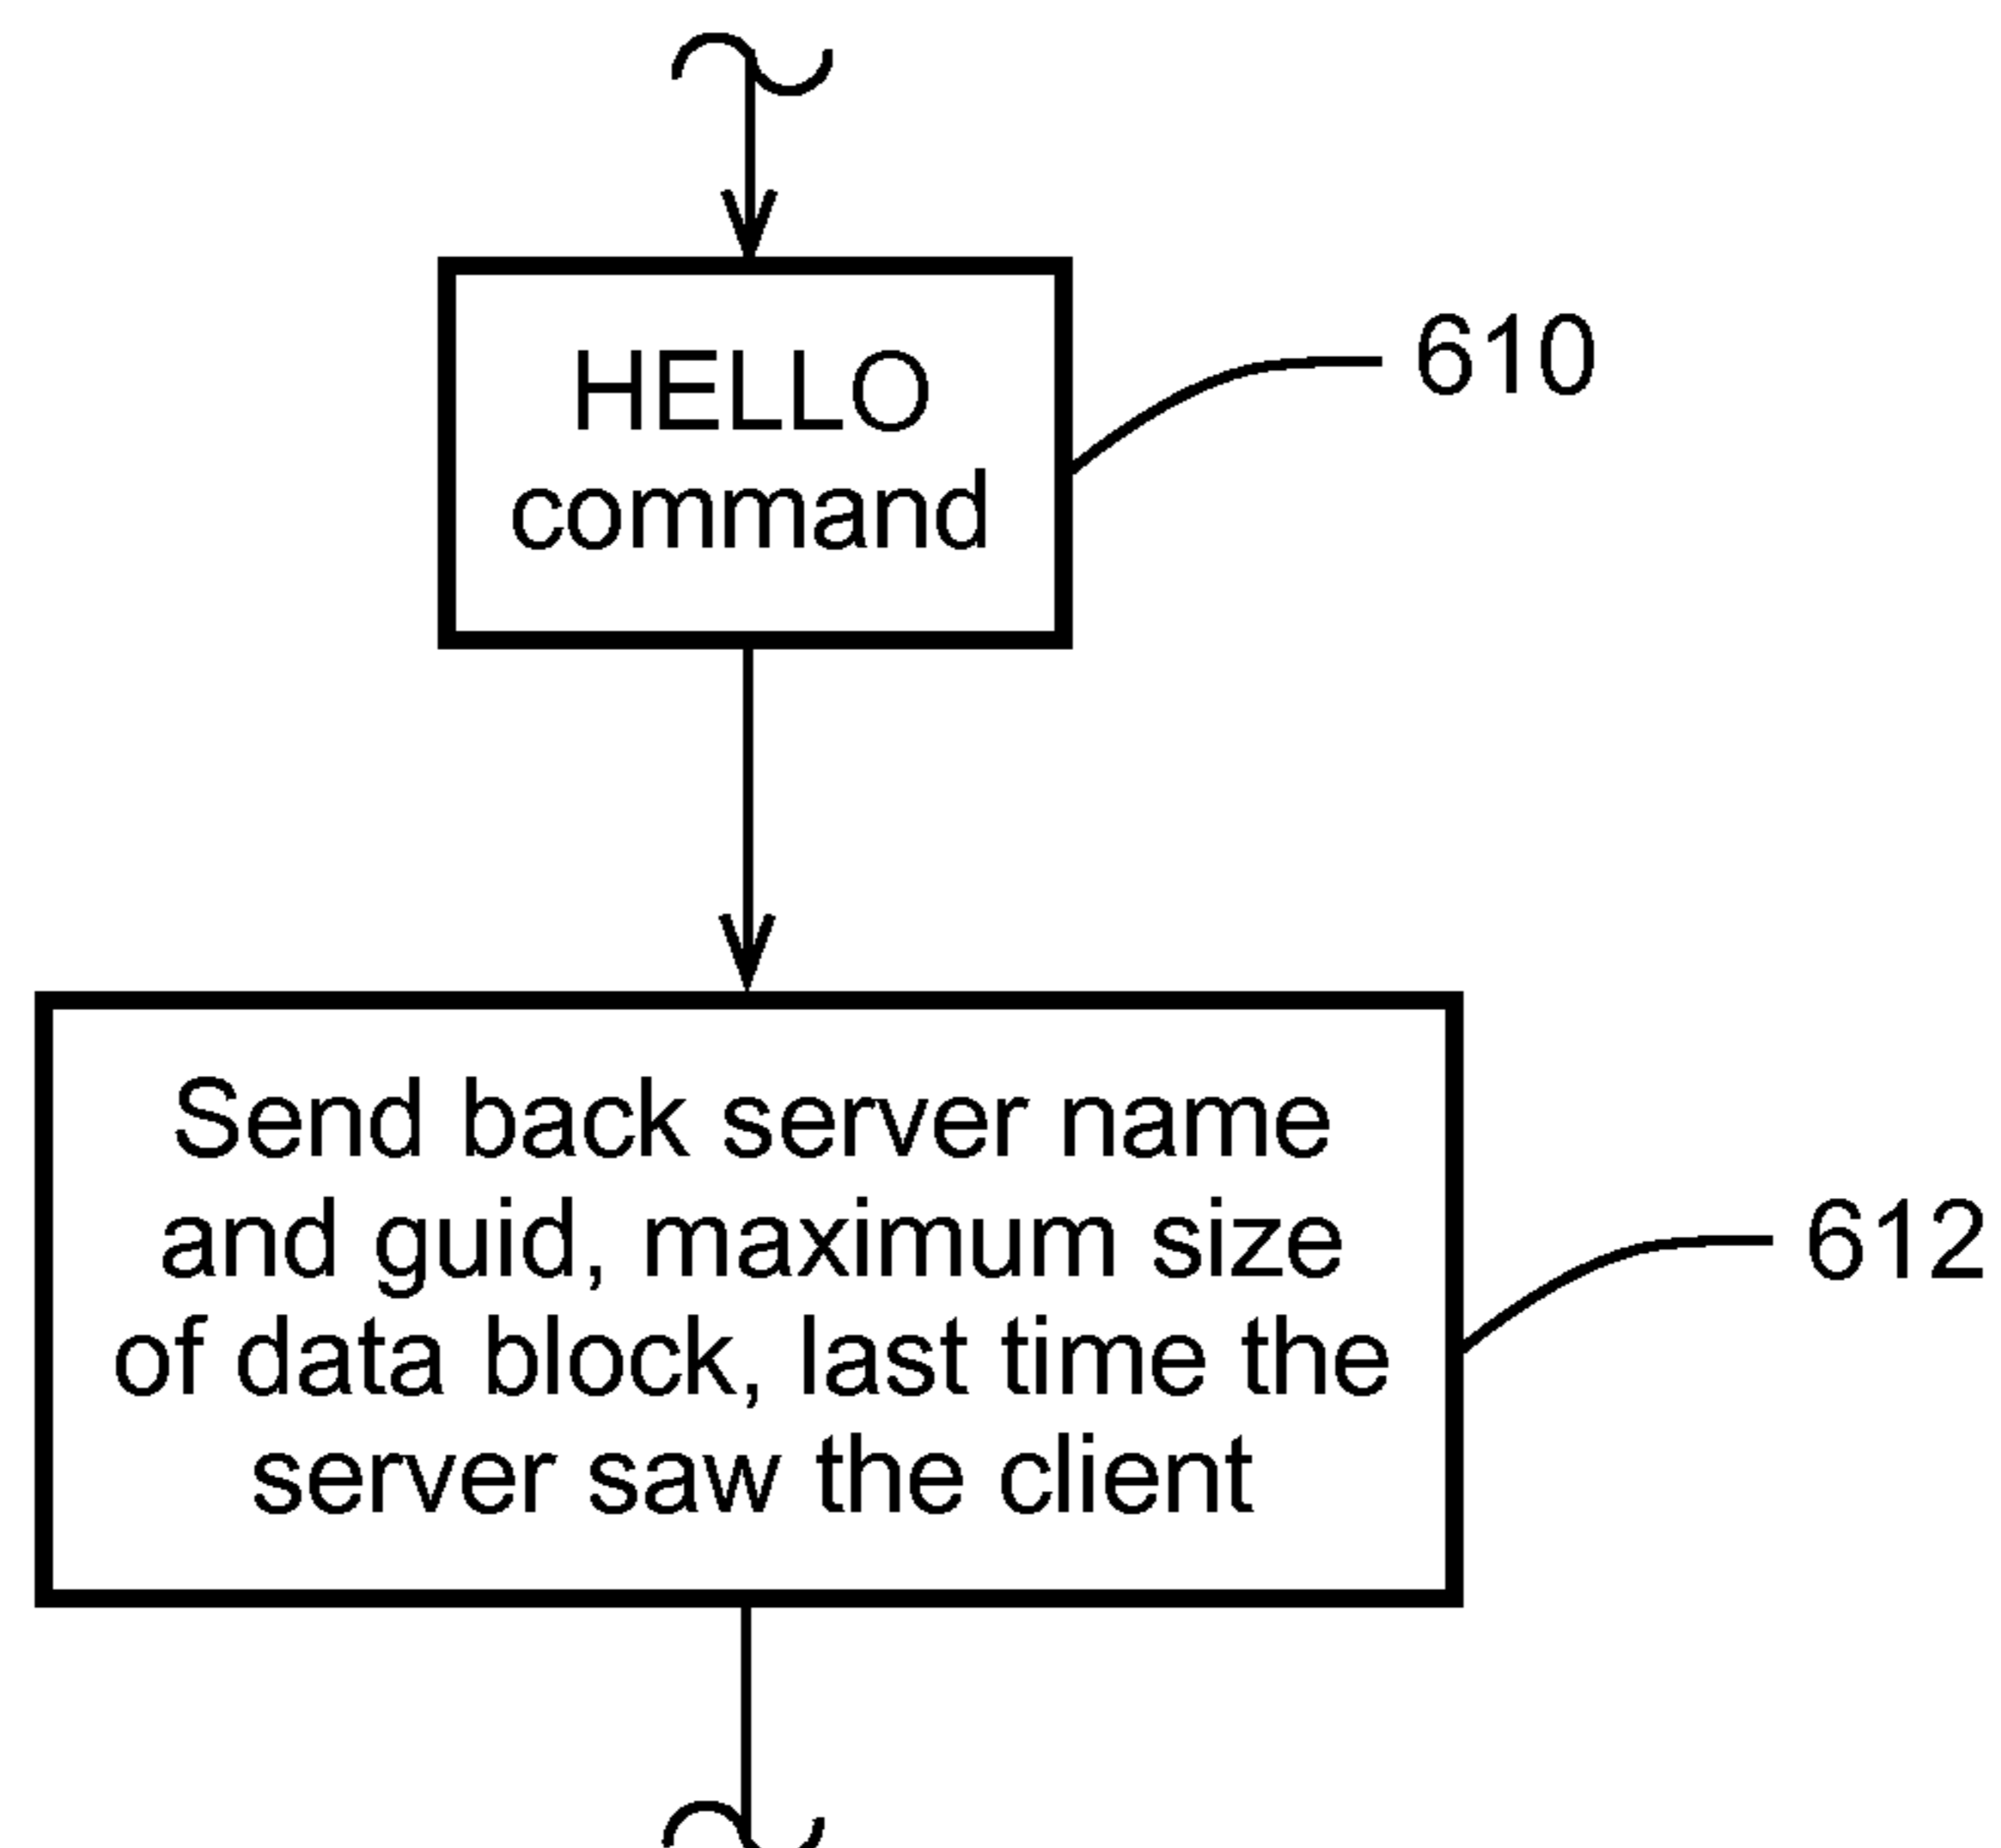 HELLO
command
610
Send back server name
and guid, maximum size
of data block, last time the
server saw the client
612